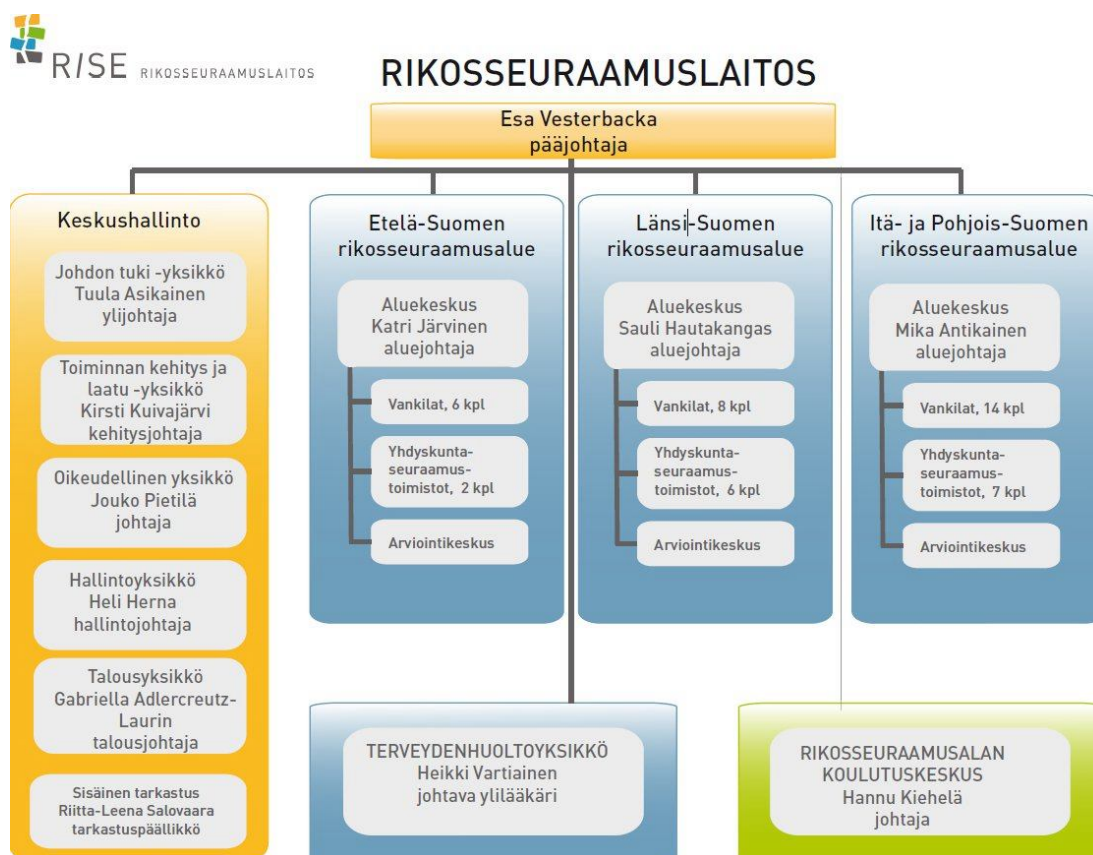 RISE RIKOSSEURAAMUSLAITOS
RIKOSSEURAAMUSLAITOS
Esa Vesterbacka
pääjohtaja
Keskushallinto
Johdon tuki -yksikkö
Tuula Asikainen
ylijohtaja
Toiminnan kehitys ja
laatu -yksikkö
Kirsti Kuivajärvi
kehitysjohtaja
Oikeudellinen yksikkö
Jouko Pietilä
johtaja
Hallintoyksikkö
Heli Herna
hallintojohtaja
Talousyksikkö
Gabriella Adlercreutz-
Laurin
talousjohtaja
Sisäinen tarkastus
Riitta-Leena Salovaara
tarkastuspäällikkö
Etelä-Suomen
rikosseuraamusalue
Aluekeskus
Katri Järvinen
aluejohtaja
Vankilat, 6 kpl
Yhdyskunta-
seuraamus-
toimistot, 2 kpl
Arviointikeskus
Länsi-Suomen
rikosseuraamusalue
Aluekeskus
Sauli Hautakangas
aluejohtaja
Vankilat, 8 kpl
Yhdyskunta-
seuraamus-
toimistot, 6 kpl
Arviointikeskus
Itä- ja Pohjois-Suomen
rikosseuraamusalue
Aluekeskus
Mika Antikainen
aluejohtaja
Vankilat, 14 kpl
Yhdyskunta-
seuraamus-
toimistot, 7 kpl
Arviointikeskus
TERVEYDENHUOLTOYKSIKKÖ
Heikki Vartiainen
johtava ylilääkäri
RIKOSSEURAAMUSALAN
KOULUTUSKESKUS
Hannu Kiehelä
johtaja